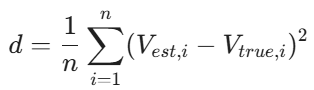 d = \frac{1}{n} \sum_{i=1}^{n} (V_{est,i} - V_{true,i})^2